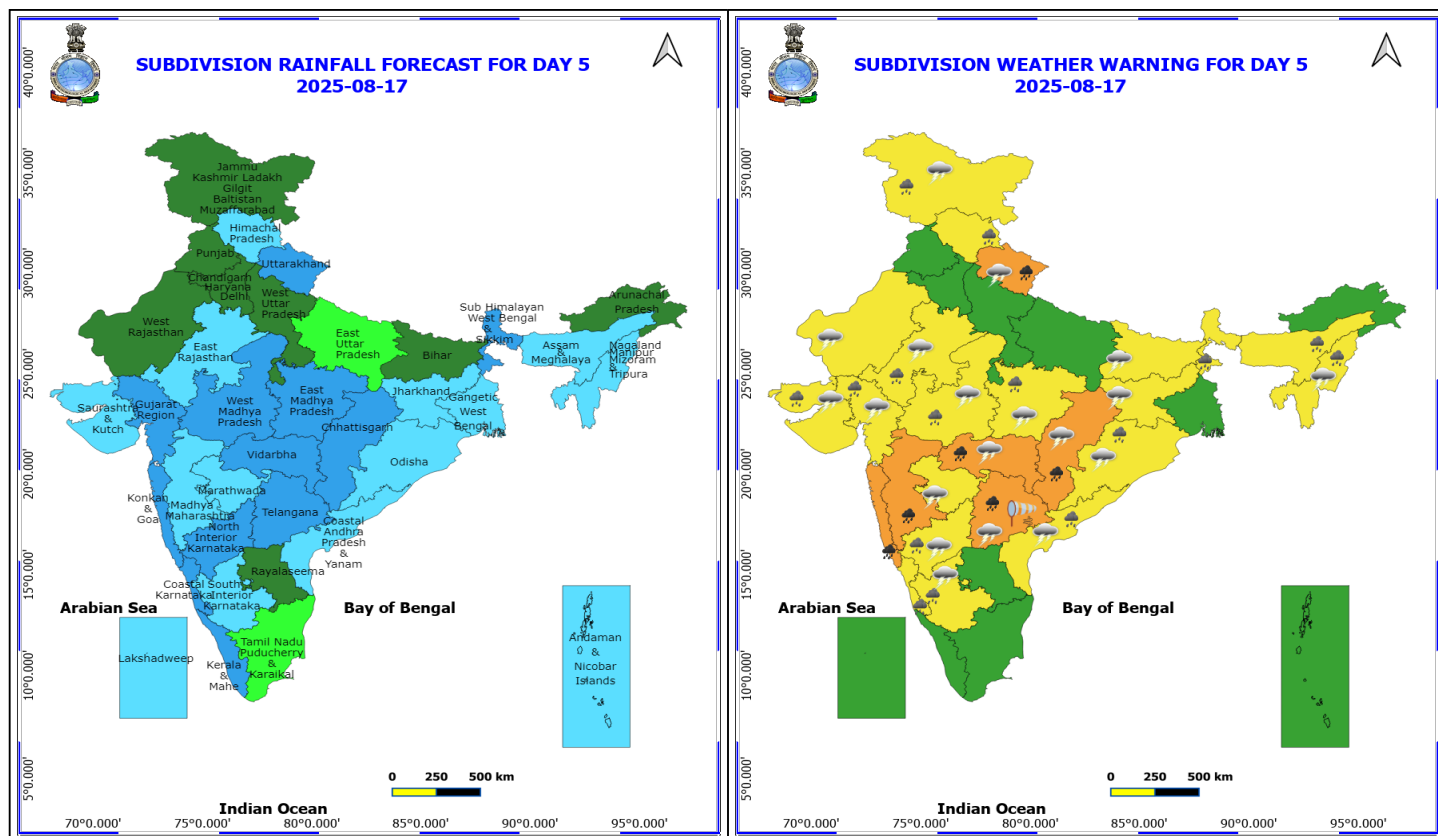 SUBDIVISION RAINFALL FORECAST FOR DAY 5
2025-08-17
40°0.000'
35°0.000'
30°0.000'
25°0.000'
20°0.000'
15°0.000'
10°0.000'
5°0.000'
Jammu
Kashmir Ladakh
Gilgit
Baltistan
Muzaffarabad
Himachal
Pradesh
Punjab
Uttarakhand
Chandigarh
Haryana
Delhi
West
Uttar
Pradesh
West
Rajasthan
East
Rajasthan
East
Uttar
Pradesh
Bihar
Sub Himalayan
West Bengal
&
Sikkim
Arunachal
Pradesh
Assam
&
Meghalaya
Nagaland
Manipur
Mizoram
&
Tripura
Saurashtra
&
Kutch
Gujarat
Region
West
Madhya
Pradesh
East
Madhya
Pradesh
Jharkhand
Gangetic
West
Bengal
Chhattisgarh
Vidarbha
Odisha
Konkan
&
Goa
Marathwada
Madhya
Maharashtra
North
Interior
Karnataka
Telangana
Coastal
Andhra
Pradesh
&
Yanam
Rayalaseema
Coastal
Karnataka
South
Interior
Karnataka
Arabian Sea
Bay of Bengal
Lakshadweep
Kerala
&
Mahe
Tamil Nadu
Puducherry
&
Karaikal
Andaman
&
Nicobar
Islands
0 250 500 km
Indian Ocean
70°0.000' 75°0.000' 80°0.000' 85°0.000' 90°0.000' 95°0.000'
SUBDIVISION WEATHER WARNING FOR DAY 5
2025-08-17
40°0.000'
35°0.000'
30°0.000'
25°0.000'
20°0.000'
15°0.000'
10°0.000'
5°0.000'
Arabian Sea
Bay of Bengal
0 250 500 km
Indian Ocean
70°0.000' 75°0.000' 80°0.000' 85°0.000' 90°0.000' 95°0.000'